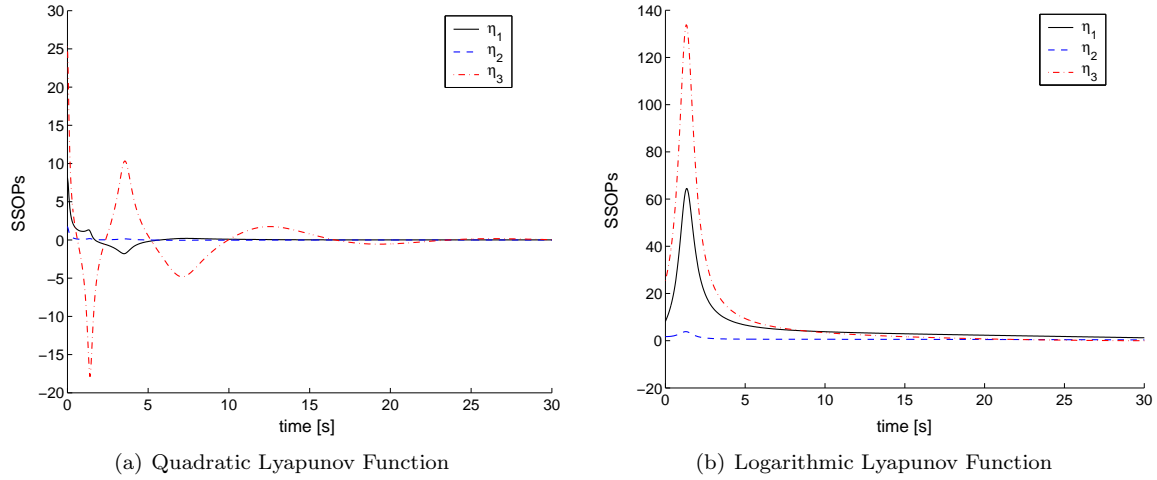 30
25
20
15
10
5
0
−5
−10
−15
−20
SSOPs
0 5 10 15 20 25 30
time [s]
η1
η2
η3
(a) Quadratic Lyapunov Function
140
120
100
80
60
40
20
0
−20
SSOPs
0 5 10 15 20 25 30
time [s]
η1
η2
η3
(b) Logarithmic Lyapunov Function